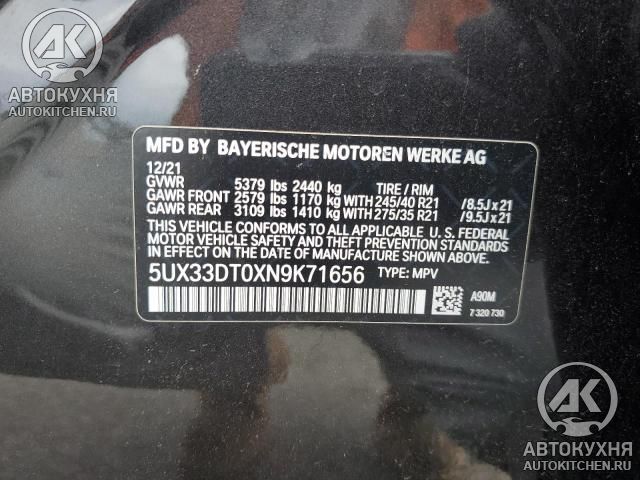 AK
АВТОКУХНЯ
AUTOKITCHEN.RU
MFD BY BAYERISCHE MOTOREN WERKE AG
12/21
GVWR 5379 lbs 2440 kg TIRE / RIM
GAWR FRONT 2579 lbs 1170 kg WITH 245/40 R21 /8.5J x 21
GAWR REAR 3109 lbs 1410 kg WITH 275/35 R21 /9.5J x 21
THIS VEHICLE CONFORMS TO ALL APPLICABLE U. S. FEDERAL
MOTOR VEHICLE SAFETY AND THEFT PREVENTION STANDARDS IN
EFFECT ON THE DATE OF MANUFACTURE SHOWN ABOVE.
5UX33DT0XN9K71656 TYPE: MPV
A90M
7 320 730
AK
АВТОКУХНЯ
AUTOKITCHEN.RU